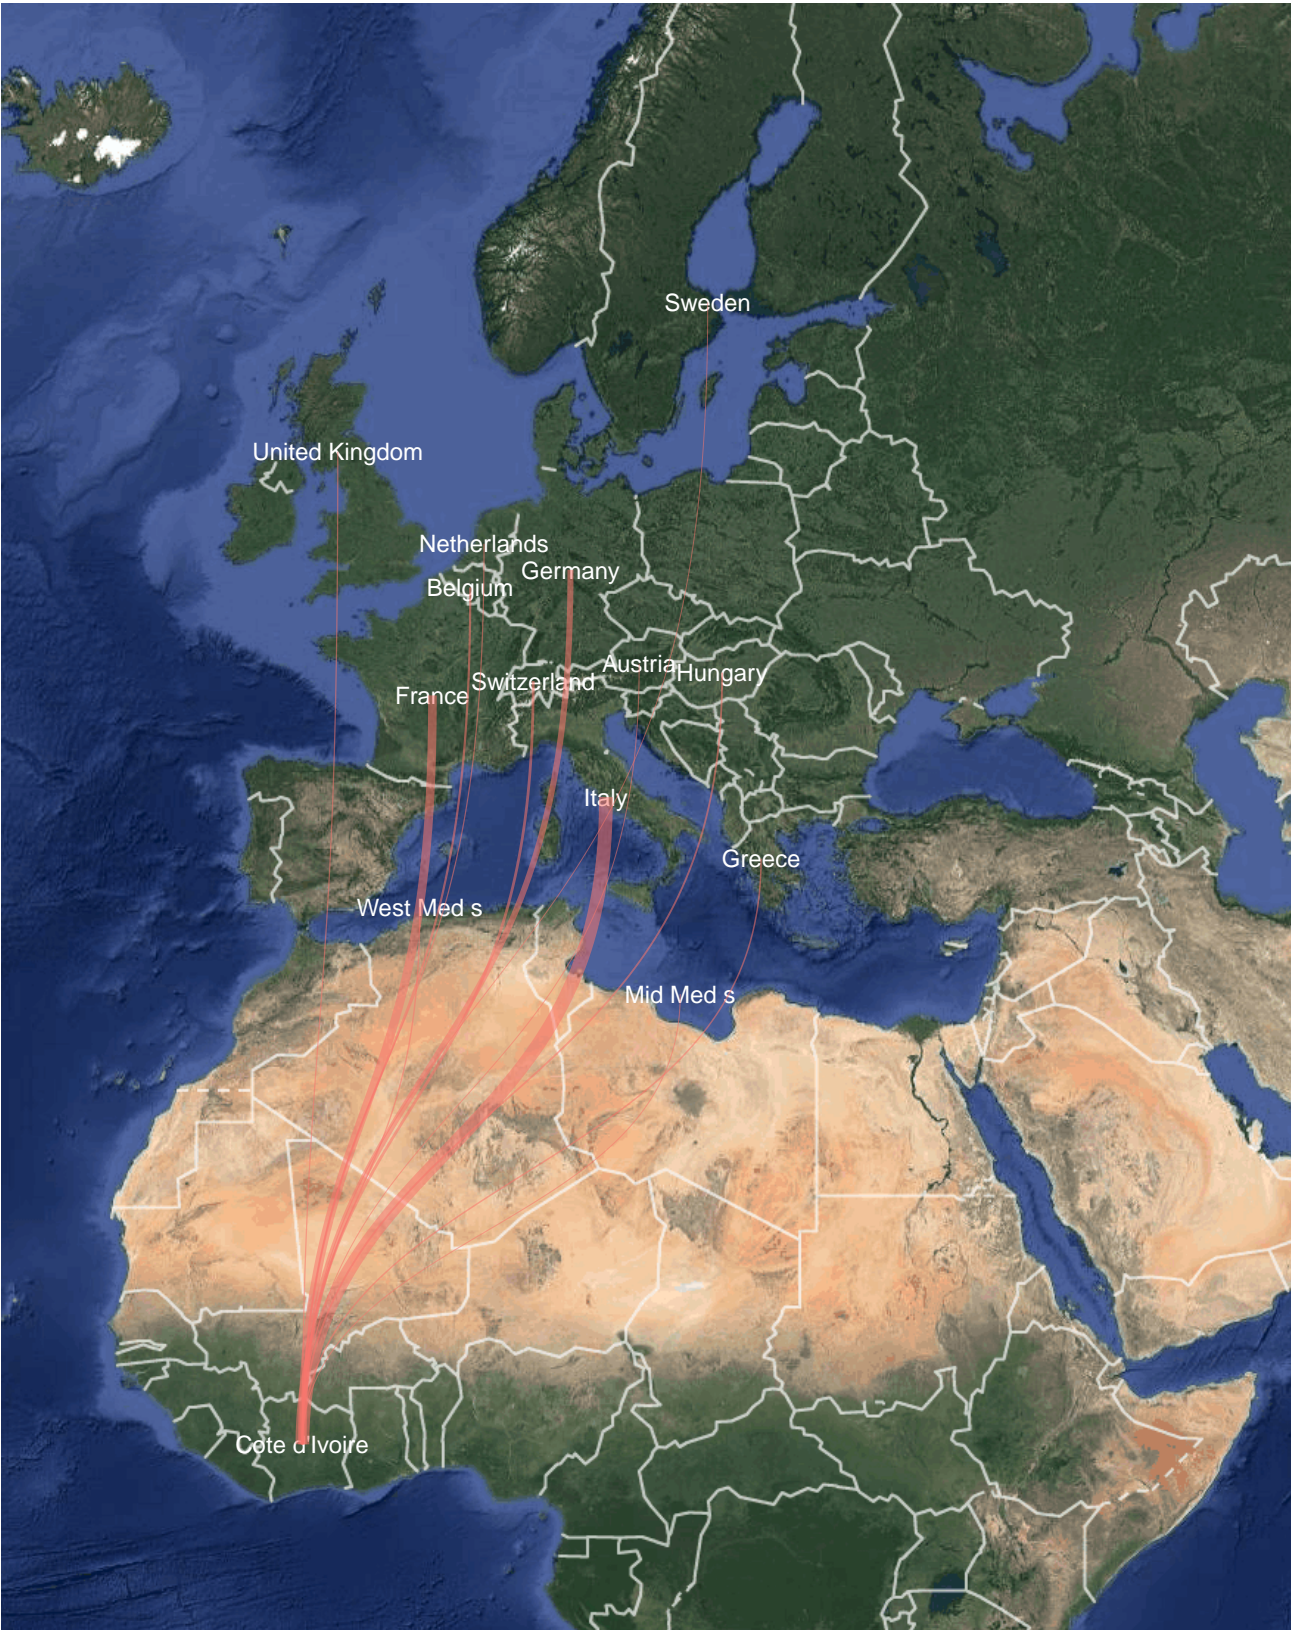 Sweden
United Kingdom
Netherlands
Germany
Belgium
Austria
Hungary
Switzerland
France
Italy
Greece
West Med s
Mid Med s
Cote d'Ivoire